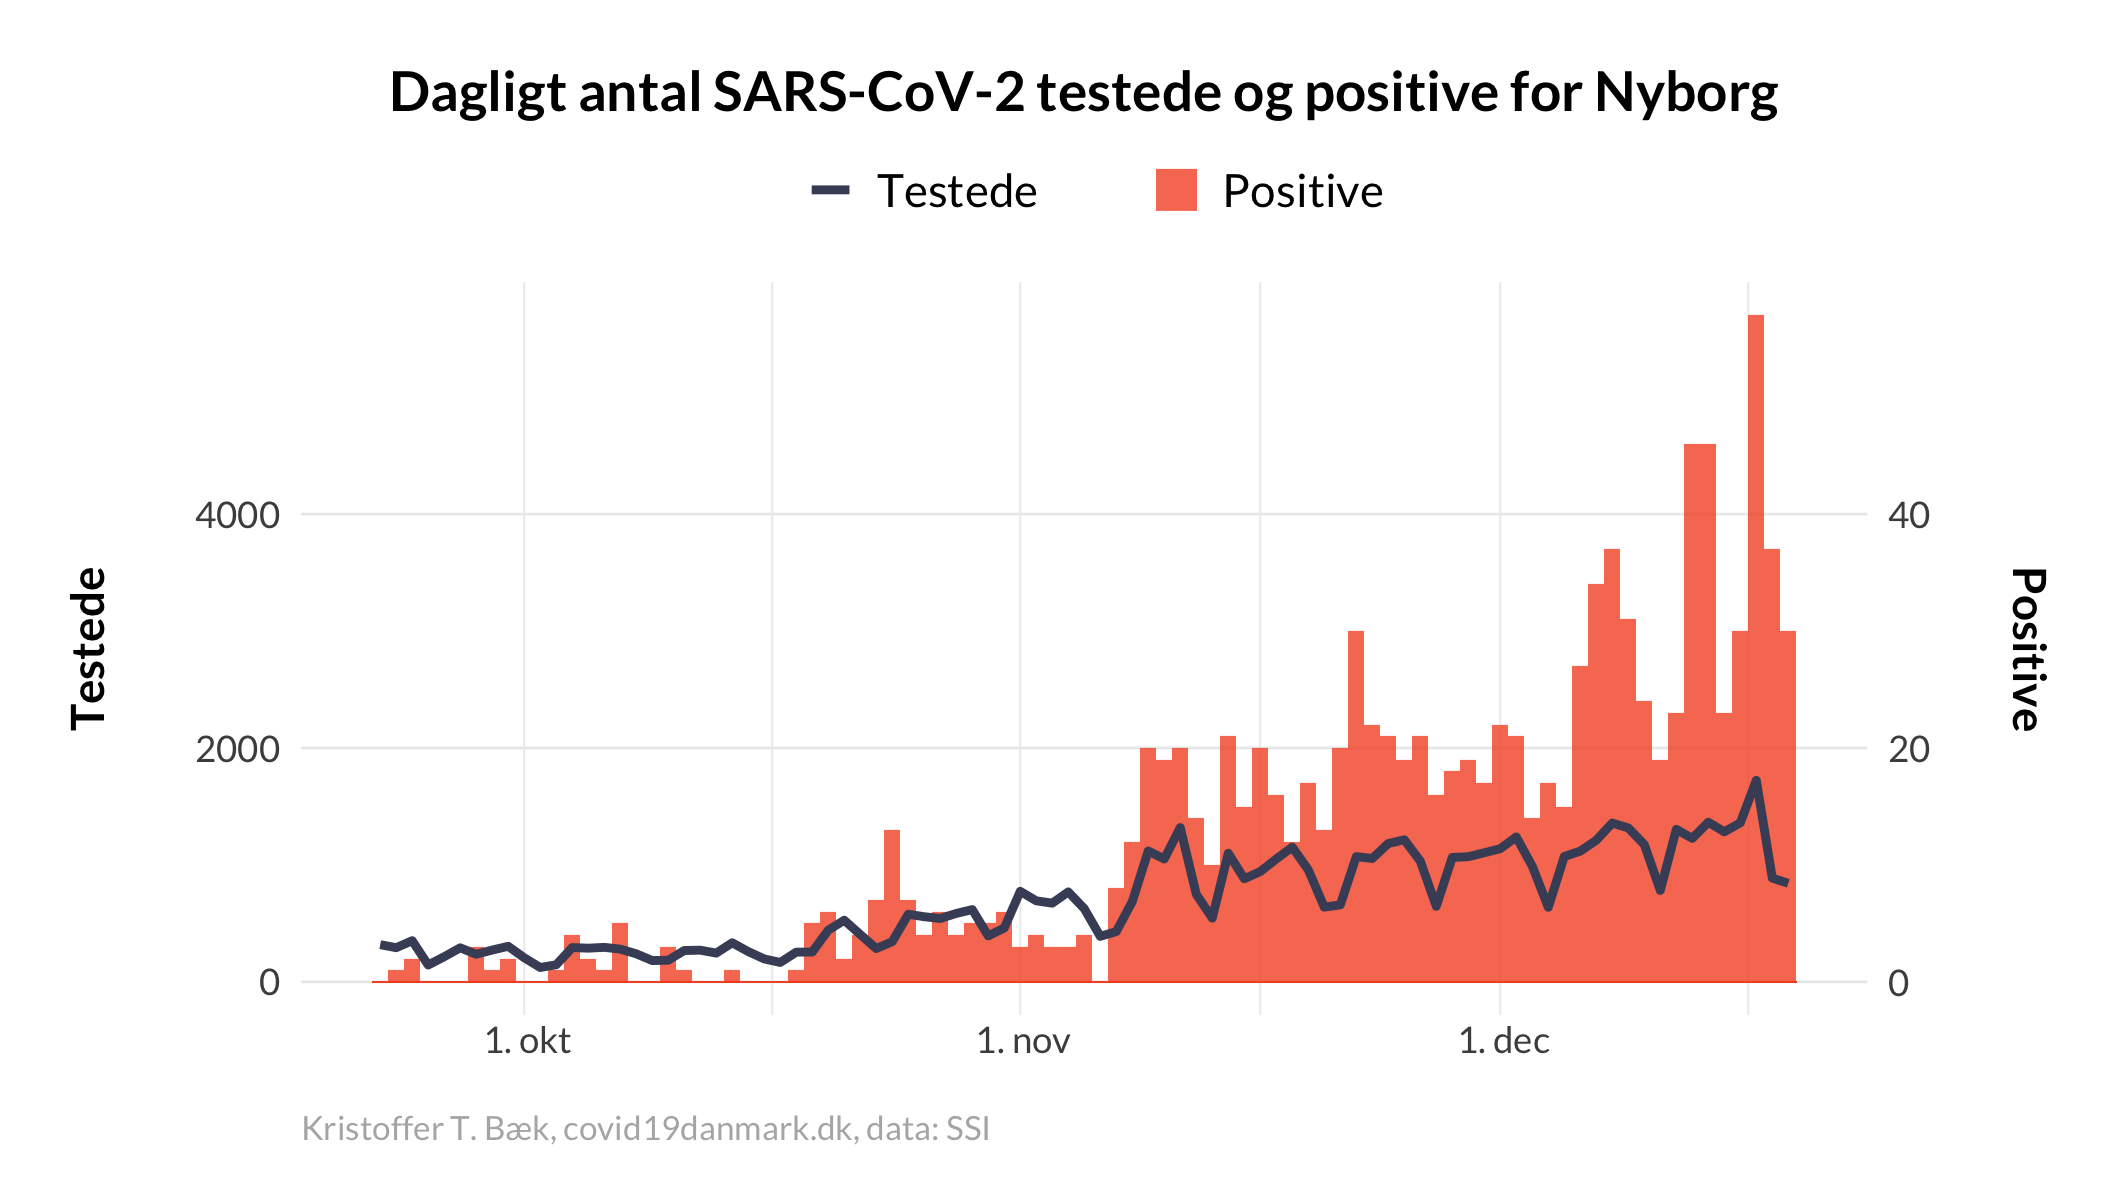 Dagligt antal SARS-CoV-2 testede og positive for Nyborg
Testede
Positive
4000
2000
0
Testede
40
20
0
Positive
1. okt
1. nov
1. dec
Kristoffer T. Bæk, covid19danmark.dk, data: SSI